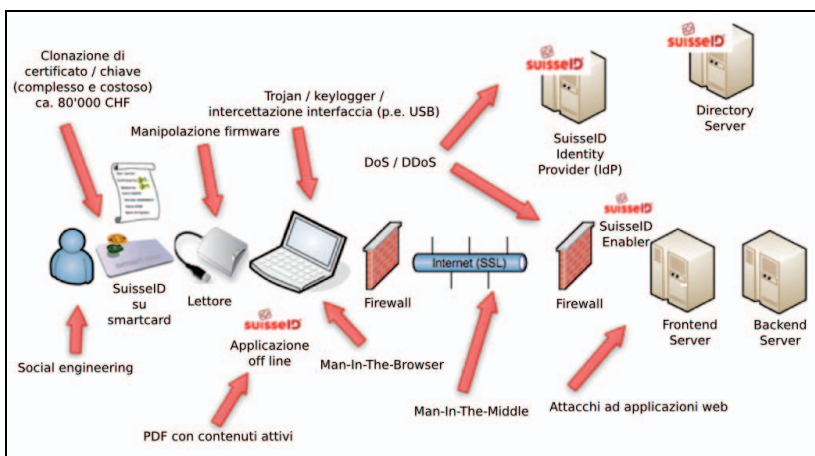 Clonazione di
certificato / chiave
(complesso e costoso)
ca. 80'000 CHF
Trojan / keylogger /
intercettazione interfaccia (p.e. USB)
Manipolazione firmware
DoS / DDoS
suisseID
SuisseID
Identity
Provider (IdP)
suisseID
Directory
Server
SuisseID
su
smartcard
Lettore
Firewall
Internet (SSL)
Firewall
suisseID
SuisseID
Enabler
Frontend
Server
Backend
Server
Social engineering
suisseID
Applicazione
off line
Man-In-The-Browser
Man-In-The-Middle
Attacchi ad applicazioni web
PDF con contenuti attivi